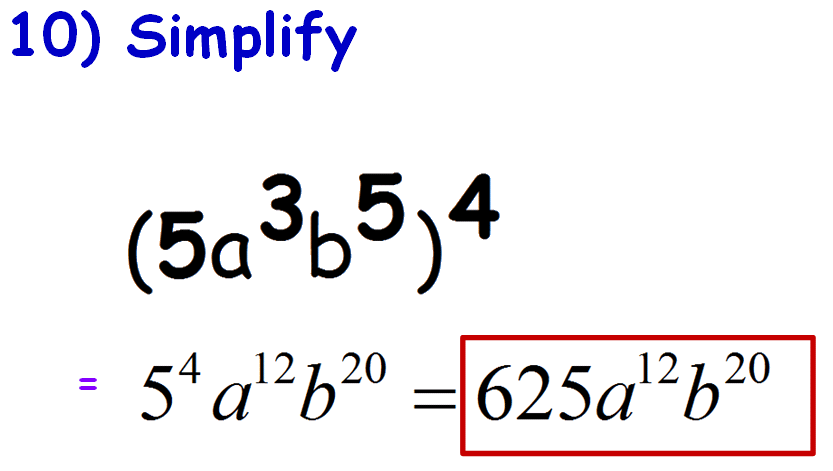 10) Simplify
(5a³b⁵)⁴
= 5⁴a¹²b²⁰ = 625a¹²b²⁰